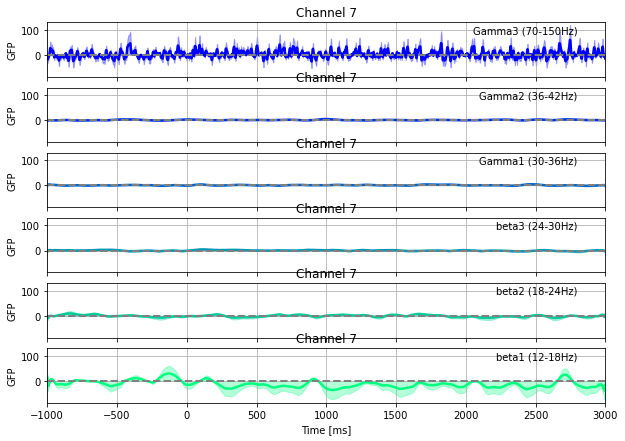 Channel 7
Gamma3 (70-150Hz)
GFP
100
0
Channel 7
Gamma2 (36-42Hz)
GFP
100
0
Channel 7
Gamma1 (30-36Hz)
GFP
100
0
Channel 7
beta3 (24-30Hz)
GFP
100
0
Channel 7
beta2 (18-24Hz)
GFP
100
0
Channel 7
beta1 (12-18Hz)
GFP
100
0
−1000 −500 0 500 1000 1500 2000 2500 3000
Time [ms]